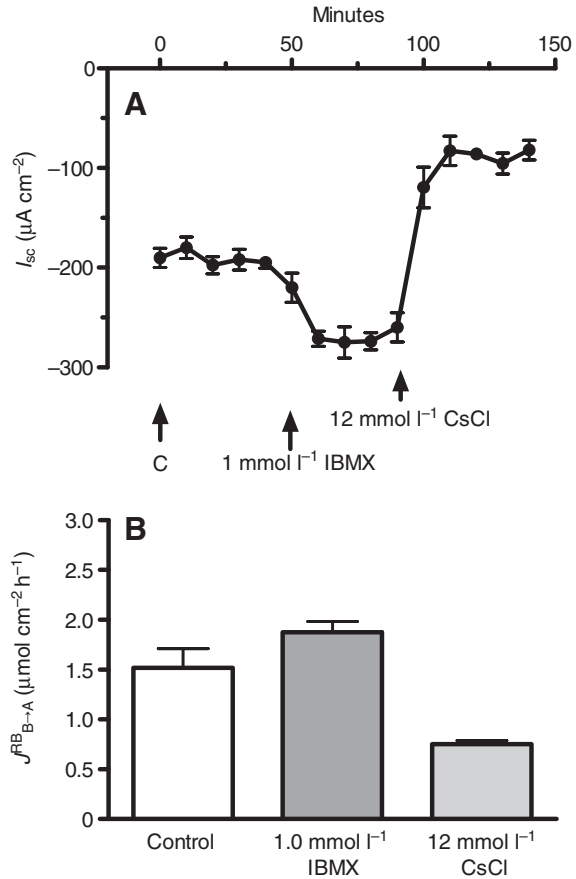 Minutes
0 50 100 150
A
0
−100
−200
−300
Isc (μA cm−2)
12 mmol l−1 CsCl
C 1 mmol l−1 IBMX
B
3.0
2.5
2.0
1.5
1.0
0.5
0
JRBB→A (μmol cm−2 h−1)
Control 1.0 mmol l−1 12 mmol l−1
IBMX CsCl